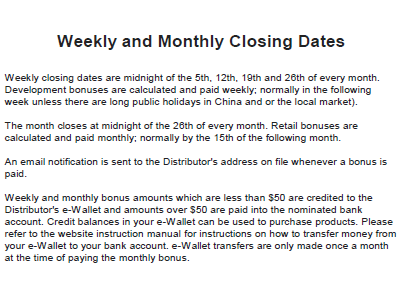 Weekly and Monthly Closing Dates
Weekly closing dates are midnight of the 5th, 12th, 19th and 26th of every month.
Development bonuses are calculated and paid weekly; normally in the following
week unless there are long public holidays in China and or the local market).
The month closes at midnight of the 26th of every month. Retail bonuses are
calculated and paid monthly; normally by the 15th of the following month.
An email notification is sent to the Distributor's address on file whenever a bonus is
paid.
Weekly and monthly bonus amounts which are less than $50 are credited to the
Distributor's e-Wallet and amounts over $50 are paid into the nominated bank
account. Credit balances in your e-Wallet can be used to purchase products. Please
refer to the website instruction manual for instructions on how to transfer money from
your e-Wallet to your bank account. e-Wallet transfers are only made once a month
at the time of paying the monthly bonus.